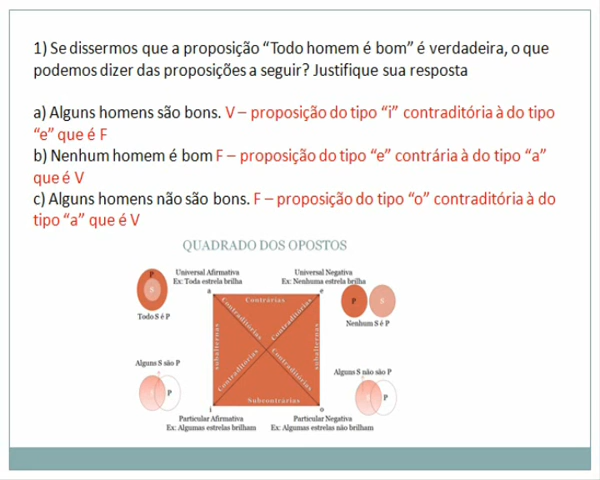 1) Se dissermos que a proposição “Todo homem é bom” é verdadeira, o que
podemos dizer das proposições a seguir? Justifique sua resposta
a) Alguns homens são bons. V – proposição do tipo “i” contraditória à do tipo
“e” que é F
b) Nenhum homem é bom F – proposição do tipo “e” contrária à do tipo “a”
que é V
c) Alguns homens não são bons. F – proposição do tipo “o” contraditória à do
tipo “a” que é V
QUADRADO DOS OPOSTOS
P
S
Todo S é P
Universal Afirmativa
Ex: Toda estrela brilha
Universal Negativa
Ex: Nenhuma estrela brilha
P
S
Nenhum S é P
a
e
Contrárias
Contraditórias
Contraditórias
subalternas
subalternas
Contraditórias
Contraditórias
Subcontrárias
i
o
Alguns S são P
P
Alguns S não são P
P
Particular Afirmativa
Ex: Algumas estrelas brilham
Particular Negativa
Ex: Algumas estrelas não brilham